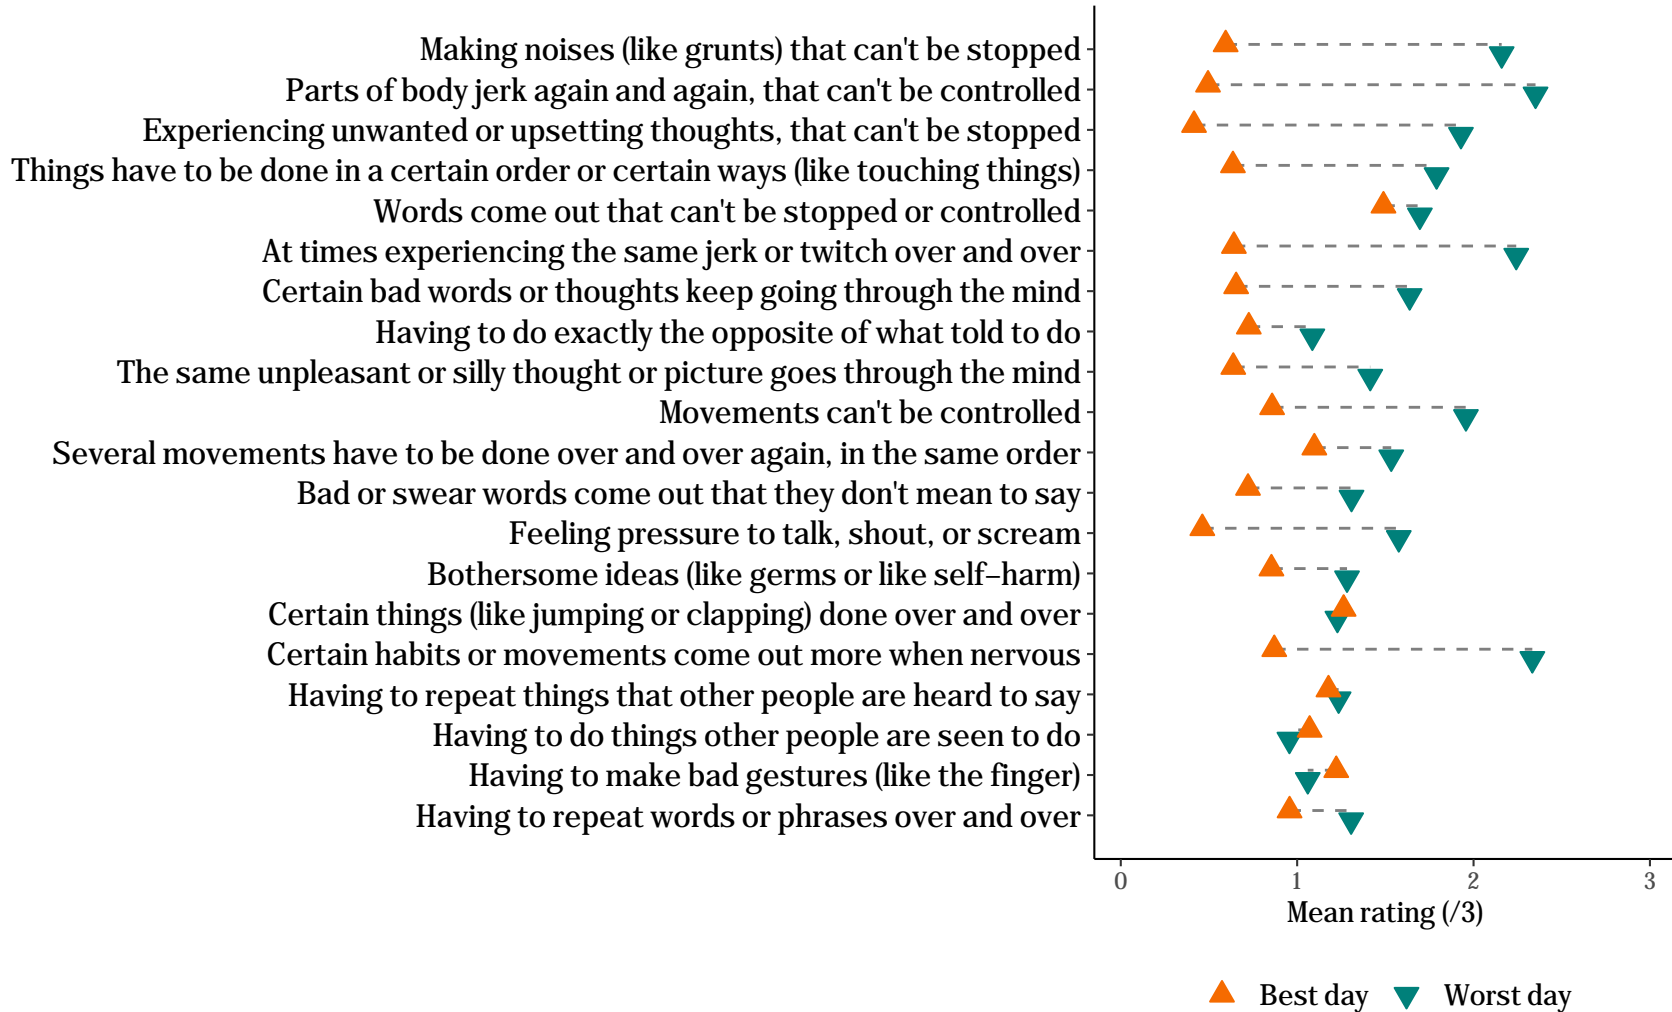 Making noises (like grunts) that can't be stopped
Parts of body jerk again and again, that can't be controlled
Experiencing unwanted or upsetting thoughts, that can't be stopped
Things have to be done in a certain order or certain ways (like touching things)
Words come out that can't be stopped or controlled
At times experiencing the same jerk or twitch over and over
Certain bad words or thoughts keep going through the mind
Having to do exactly the opposite of what told to do
The same unpleasant or silly thought or picture goes through the mind
Movements can't be controlled
Several movements have to be done over and over again, in the same order
Bad or swear words come out that they don't mean to say
Feeling pressure to talk, shout, or scream
Bothersome ideas (like germs or like self–harm)
Certain things (like jumping or clapping) done over and over
Certain habits or movements come out more when nervous
Having to repeat things that other people are heard to say
Having to do things other people are seen to do
Having to make bad gestures (like the finger)
Having to repeat words or phrases over and over
0 1 2 3
Mean rating (/3)
Best day Worst day